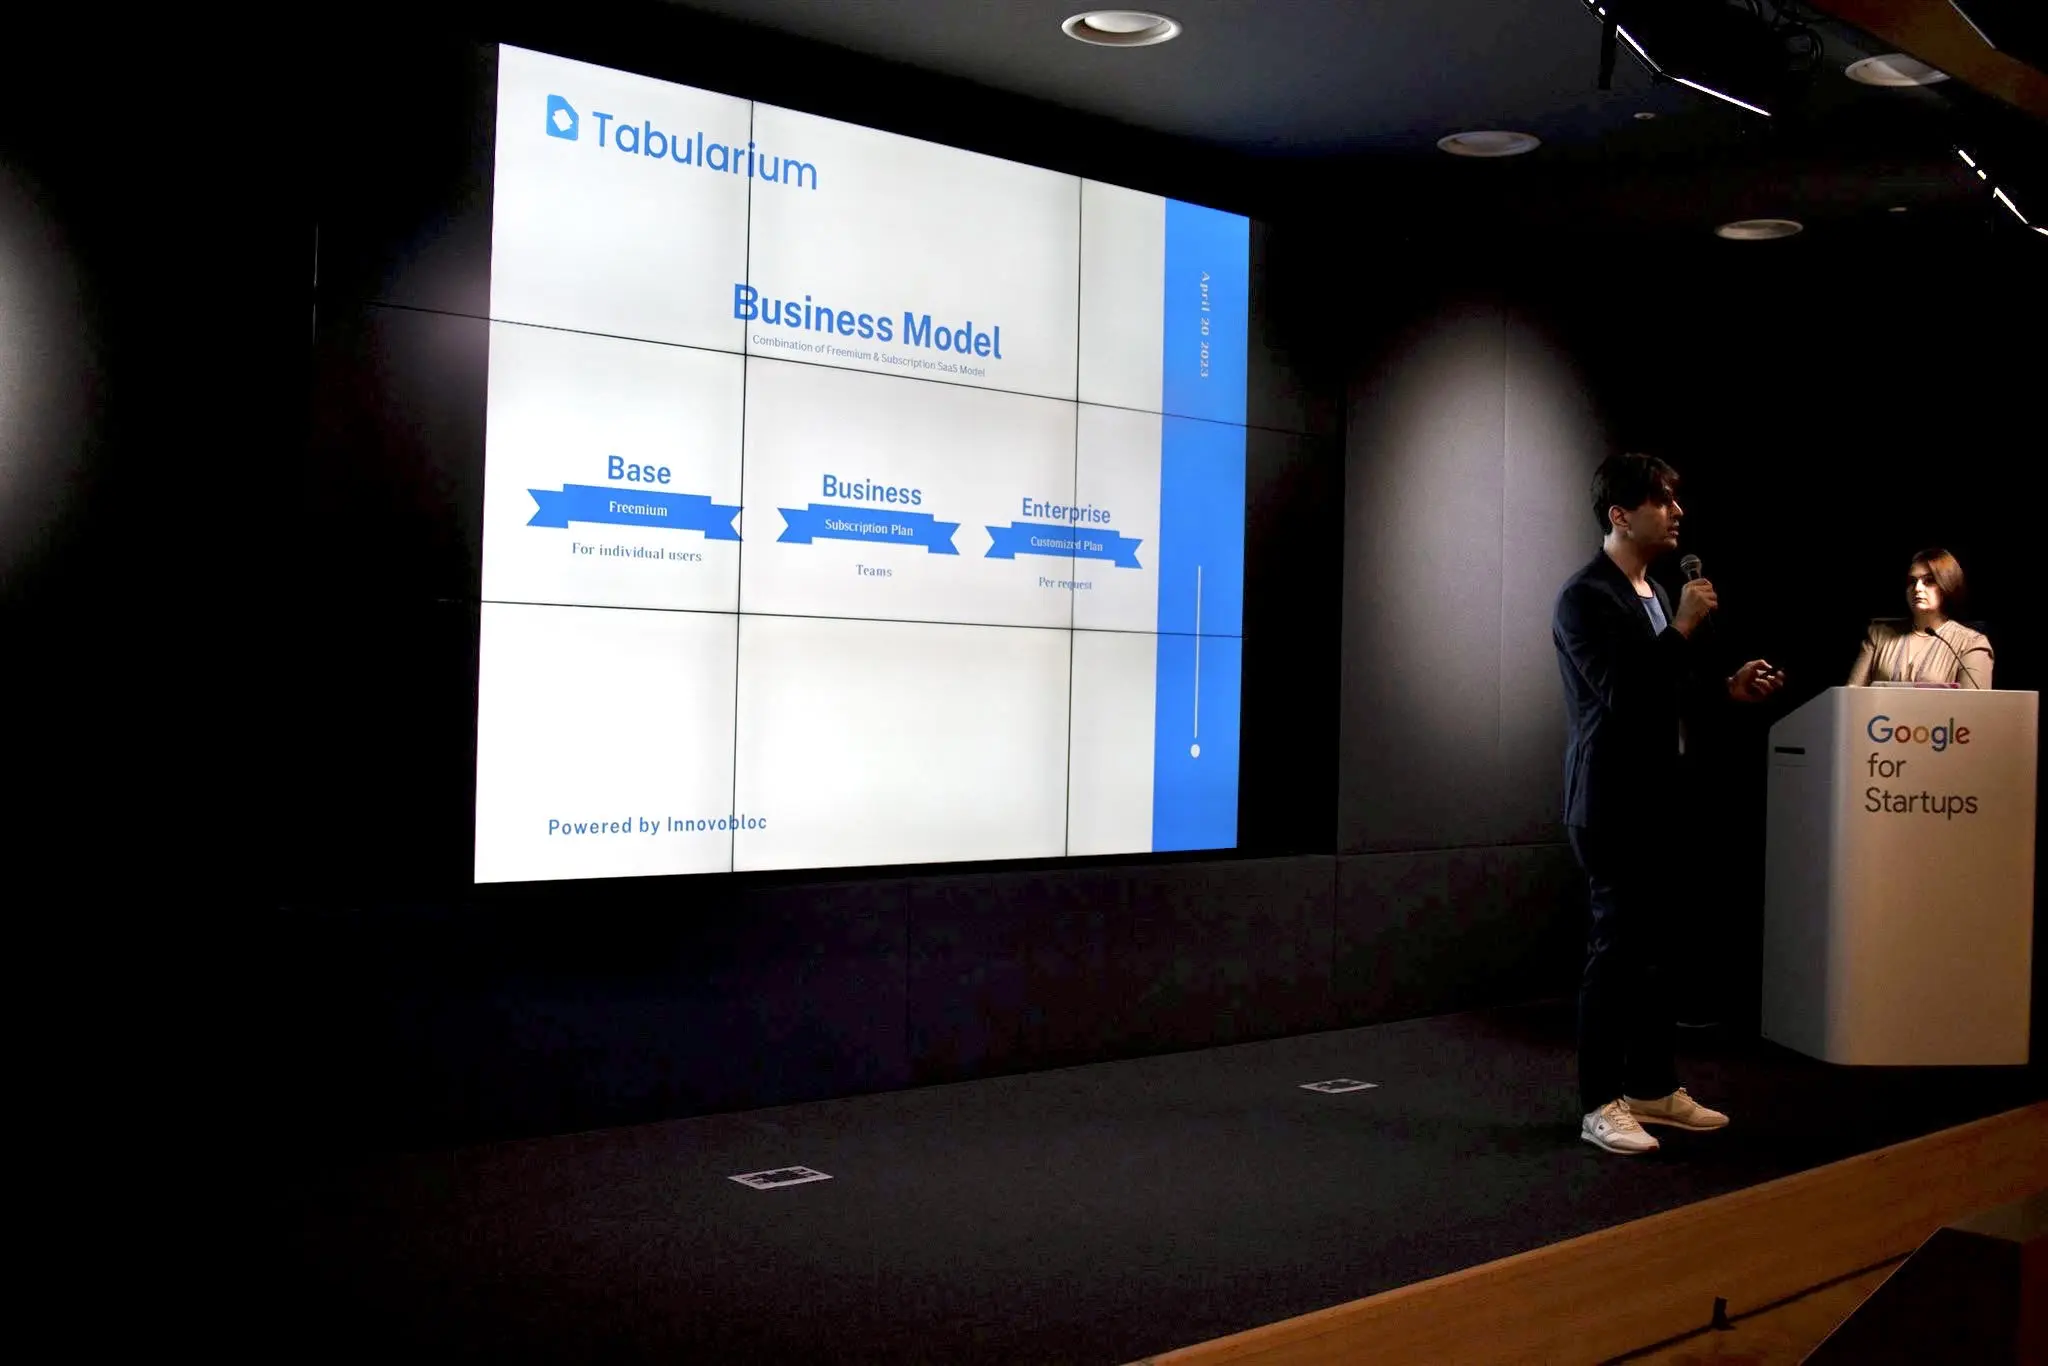 Tabularium
Business Model
Combination of Freemium & Subscription SaaS Model
April 20 2023
Base
Freemium
For individual users
Business
Subscription Plan
Teams
Enterprise
Customized Plan
Per request
Powered by Innovobloc
Google
for
Startups